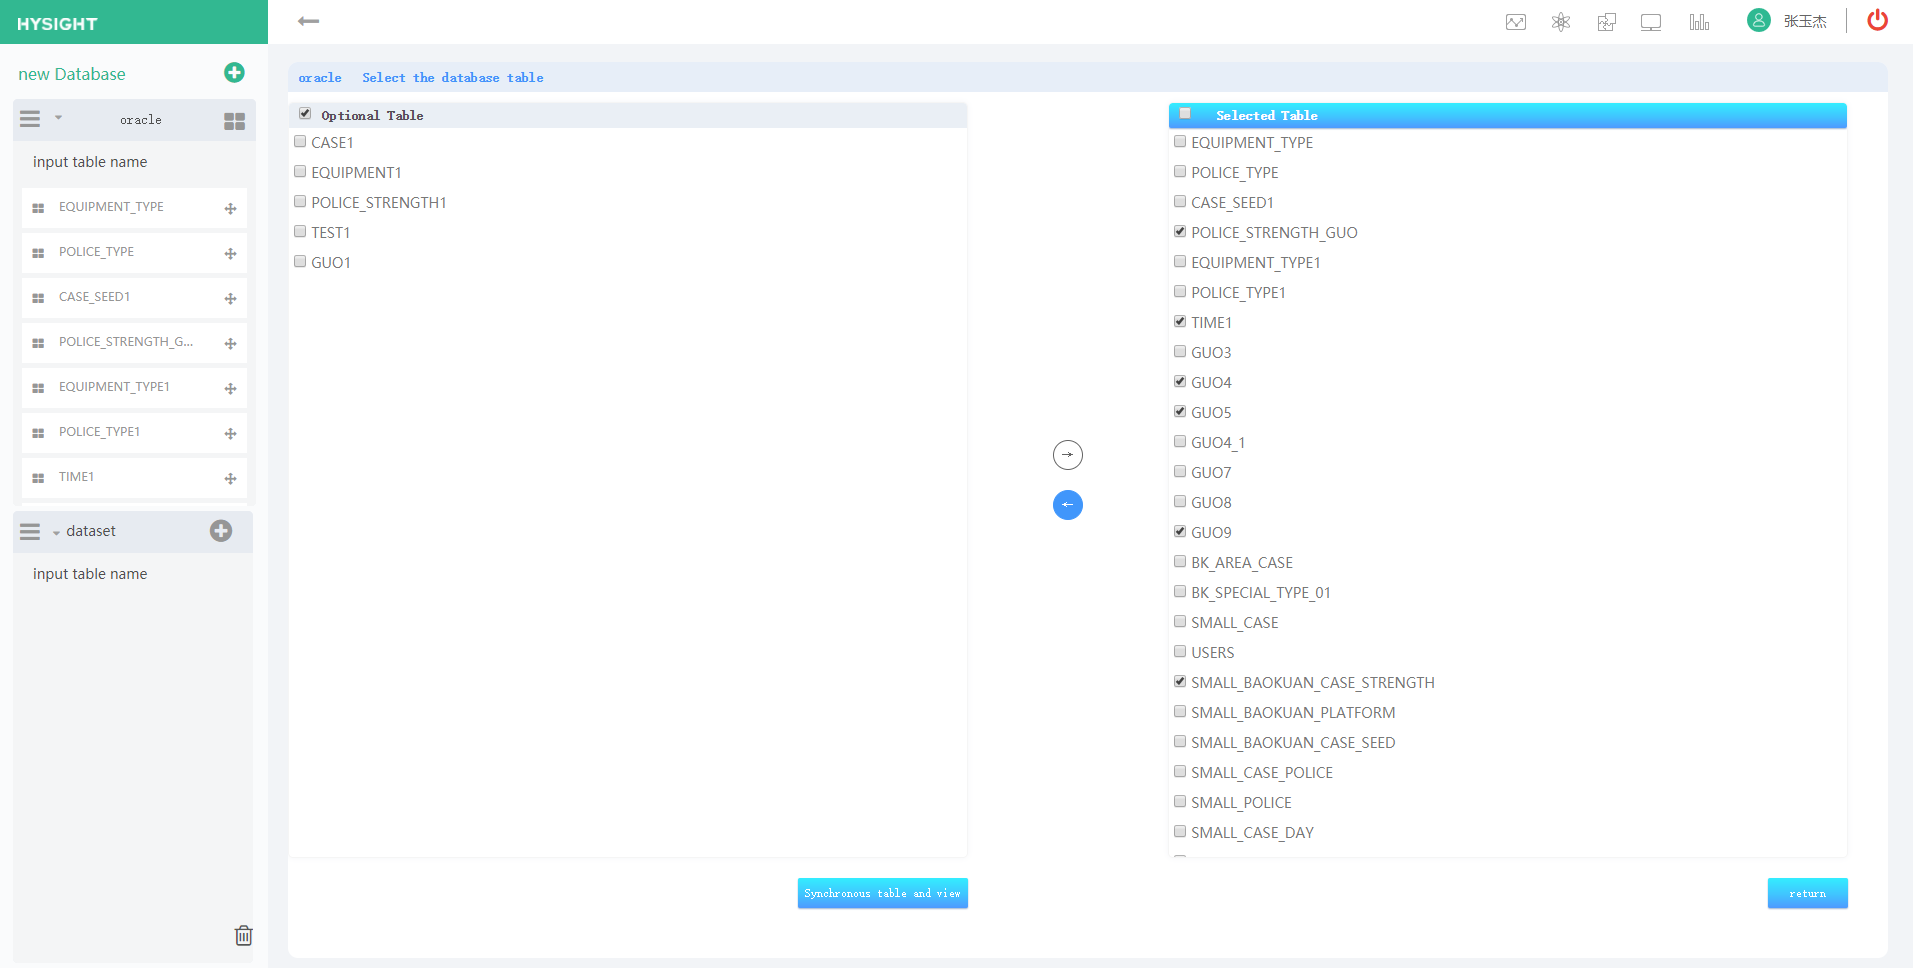 HYSIGHT
张玉杰
new Database
oracle
input table name
EQUIPMENT_TYPE
POLICE_TYPE
CASE_SEED1
POLICE_STRENGTH_G...
EQUIPMENT_TYPE1
POLICE_TYPE1
TIME1
dataset
input table name
oracle Select the database table
Optional Table
CASE1
EQUIPMENT1
POLICE_STRENGTH1
TEST1
GUO1
Synchronous table and view
Selected Table
EQUIPMENT_TYPE
POLICE_TYPE
CASE_SEED1
POLICE_STRENGTH_GUO
EQUIPMENT_TYPE1
POLICE_TYPE1
TIME1
GUO3
GUO4
GUO5
GUO4_1
GUO7
GUO8
GUO9
BK_AREA_CASE
BK_SPECIAL_TYPE_01
SMALL_CASE
USERS
SMALL_BAOKUAN_CASE_STRENGTH
SMALL_BAOKUAN_PLATFORM
SMALL_BAOKUAN_CASE_SEED
SMALL_CASE_POLICE
SMALL_POLICE
SMALL_CASE_DAY
return